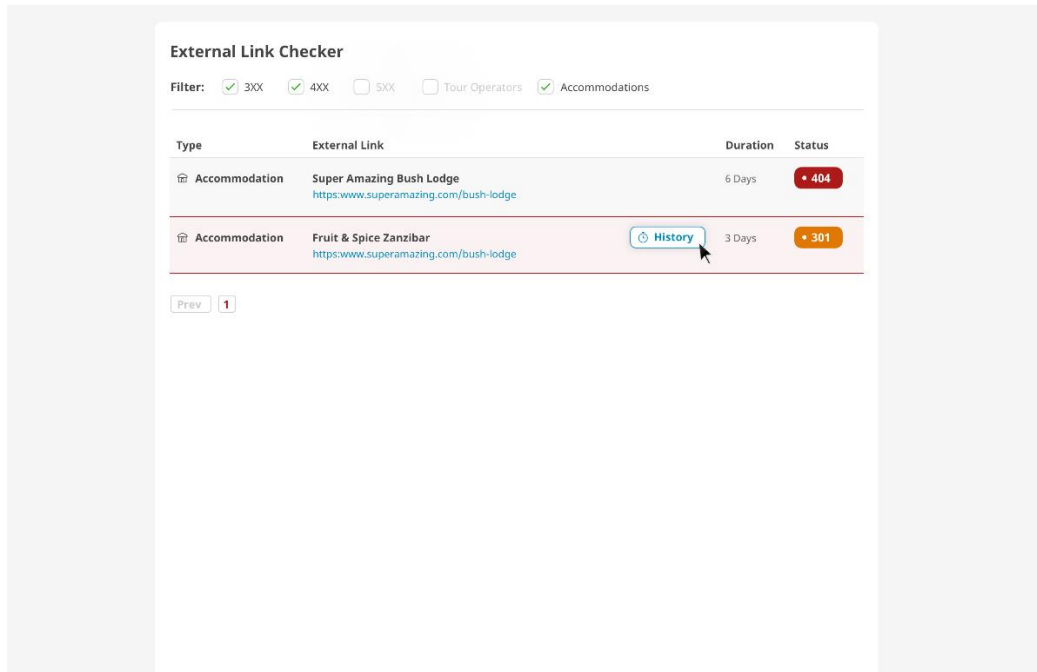 External Link Checker
Filter: 3XX 4XX 5XX Tour Operators Accommodations
Type External Link Duration Status
Accommodation Super Amazing Bush Lodge 6 Days • 404
https:www.superamazing.com/bush-lodge
Accommodation Fruit & Spice Zanzibar History 3 Days • 301
https:www.superamazing.com/bush-lodge
Prev 1